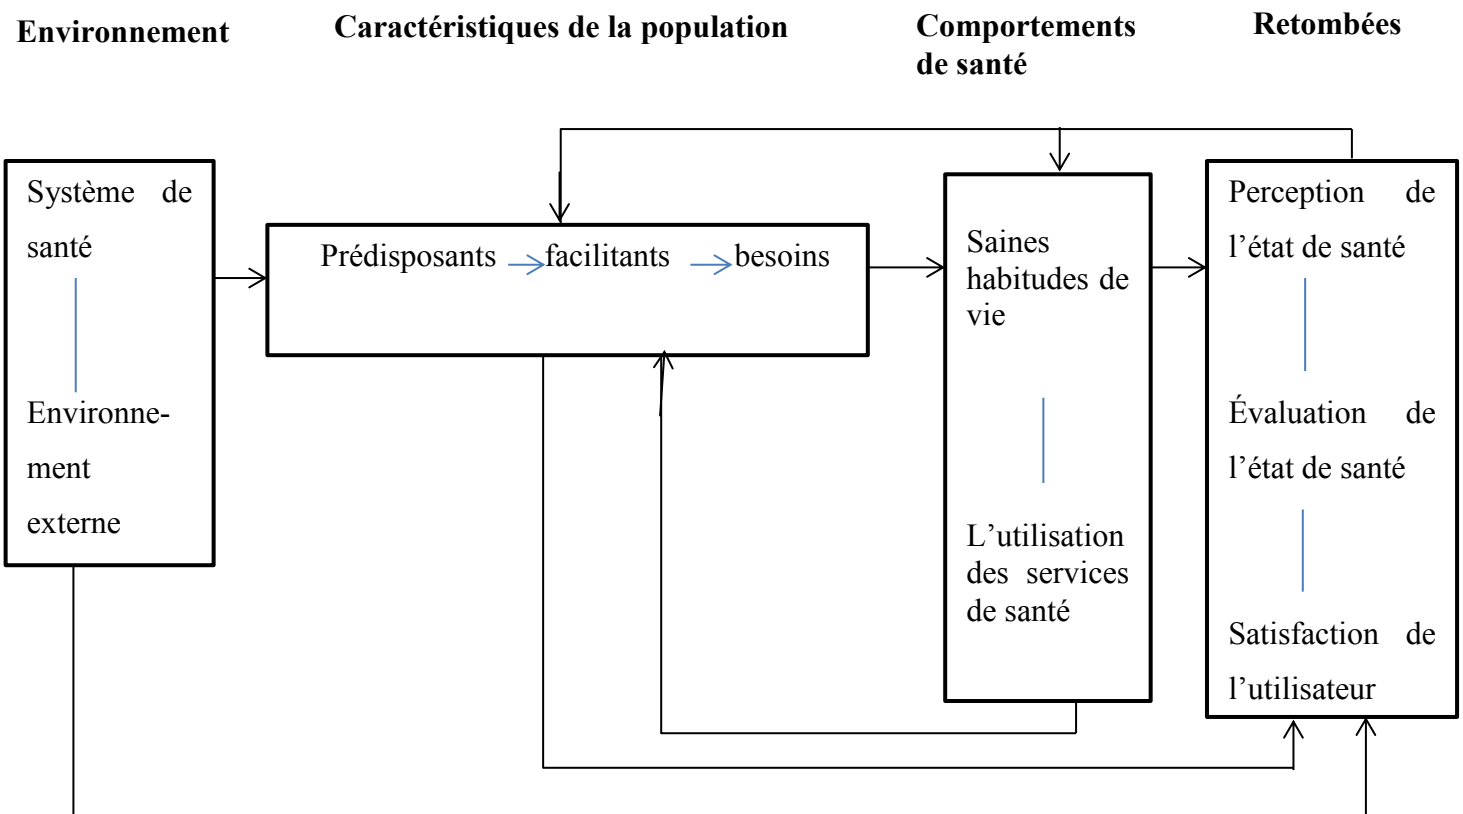 Environnement
Caractéristiques de la population
Comportements
de santé
Retombées
Système de
santé
Environne-
ment
externe
Prédisposants facilitants besoins
Saines
habitudes de
vie
L’utilisation
des services
de santé
Perception de
l’état de santé
Évaluation de
l’état de santé
Satisfaction de
l’utilisateur